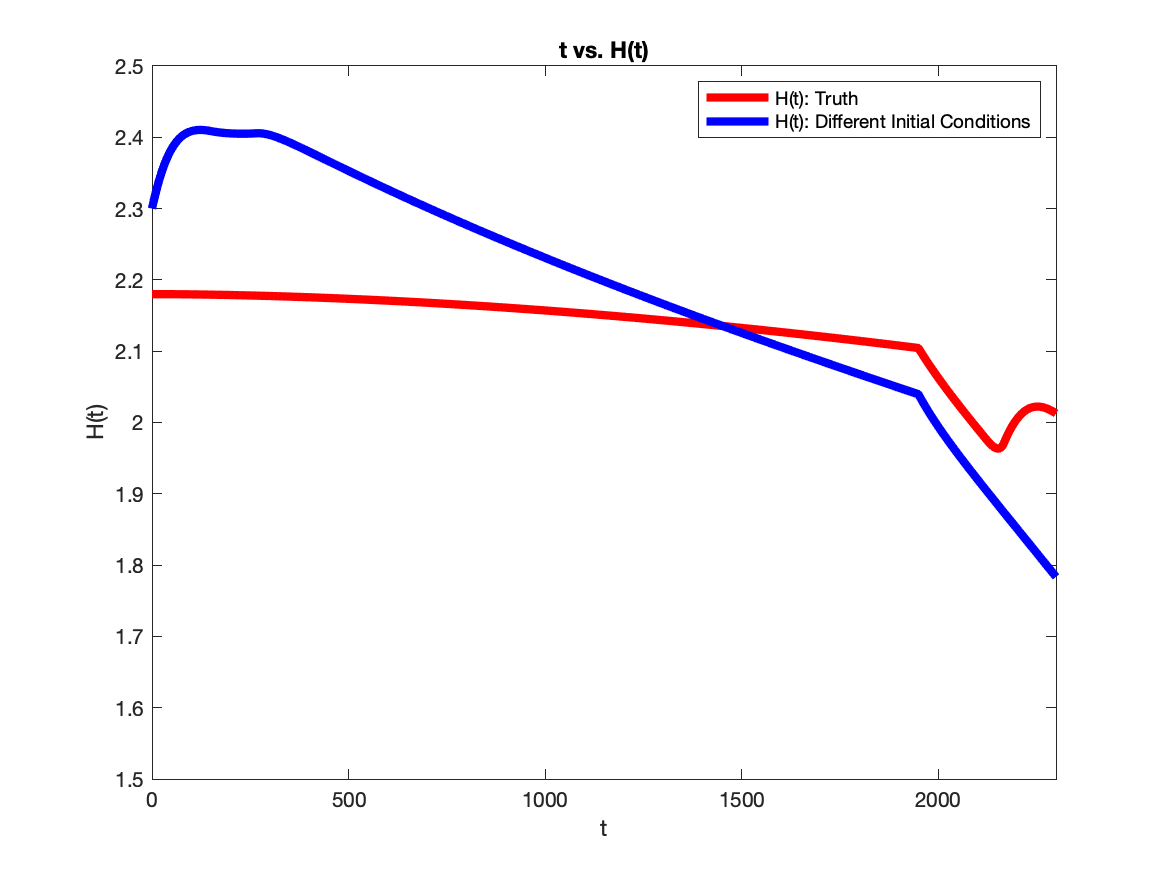 t vs. H(t)
2.5
H(t): Truth
H(t): Different Initial Conditions
2.4
2.3
2.2
2.1
2
1.9
1.8
1.7
1.6
1.5
H(t)
0 500 1000 1500 2000
t